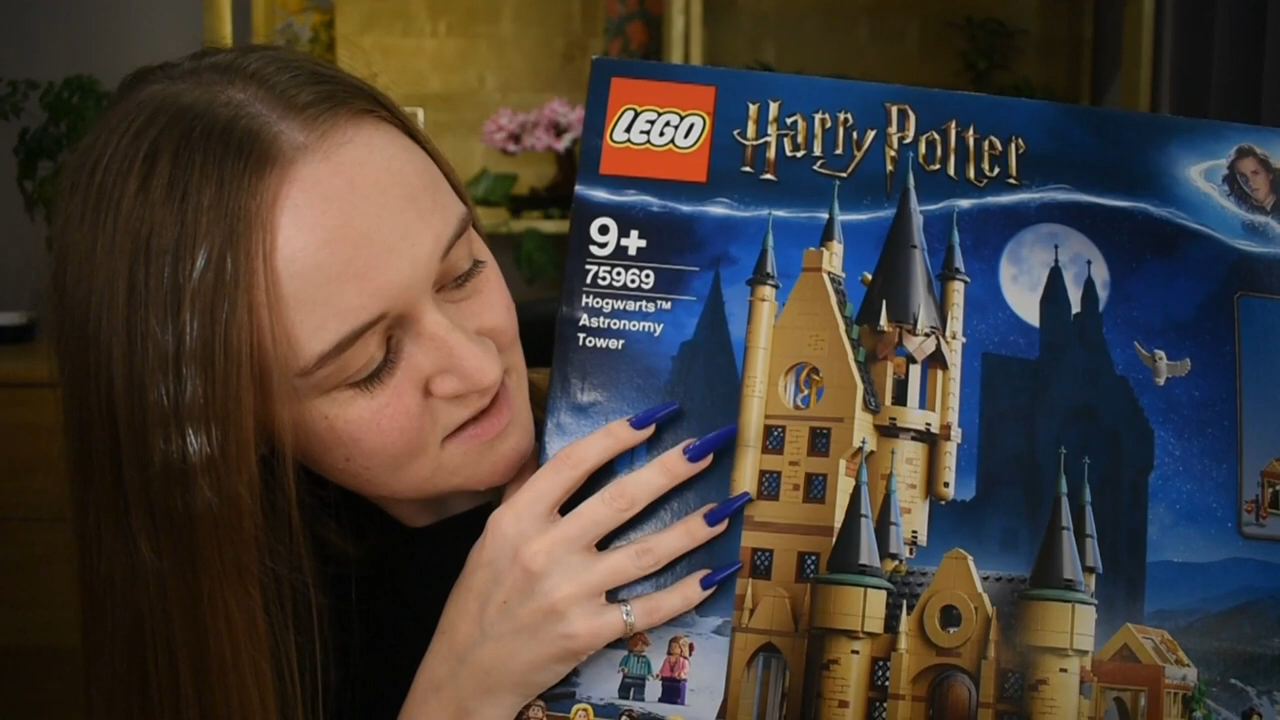 LEGO
Harry Potter
9+
75969
Hogwarts™
Astronomy
Tower